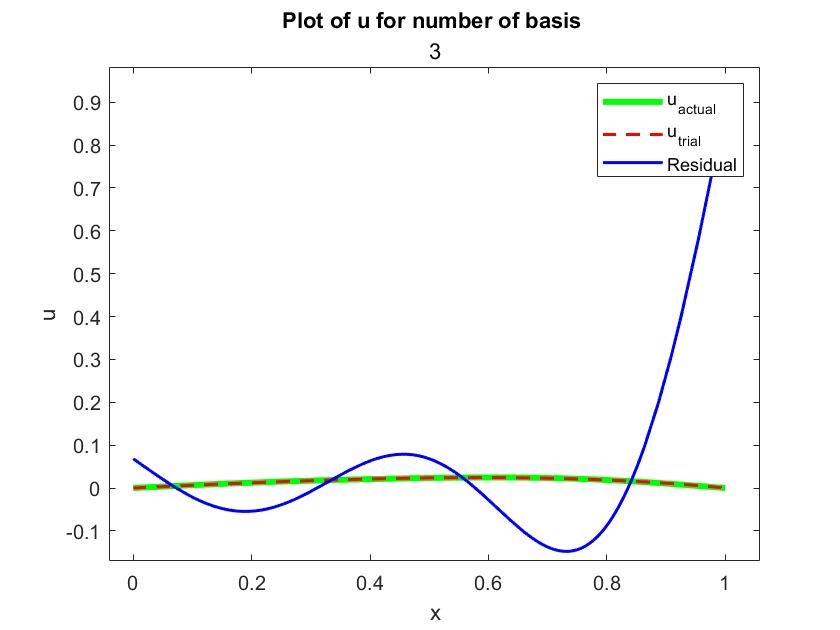 Plot of u for number of basis
3
u_actual
u_trial
Residual
0.9
0.8
0.7
0.6
0.5
0.4
0.3
0.2
0.1
0
-0.1
u
0 0.2 0.4 0.6 0.8 1
x